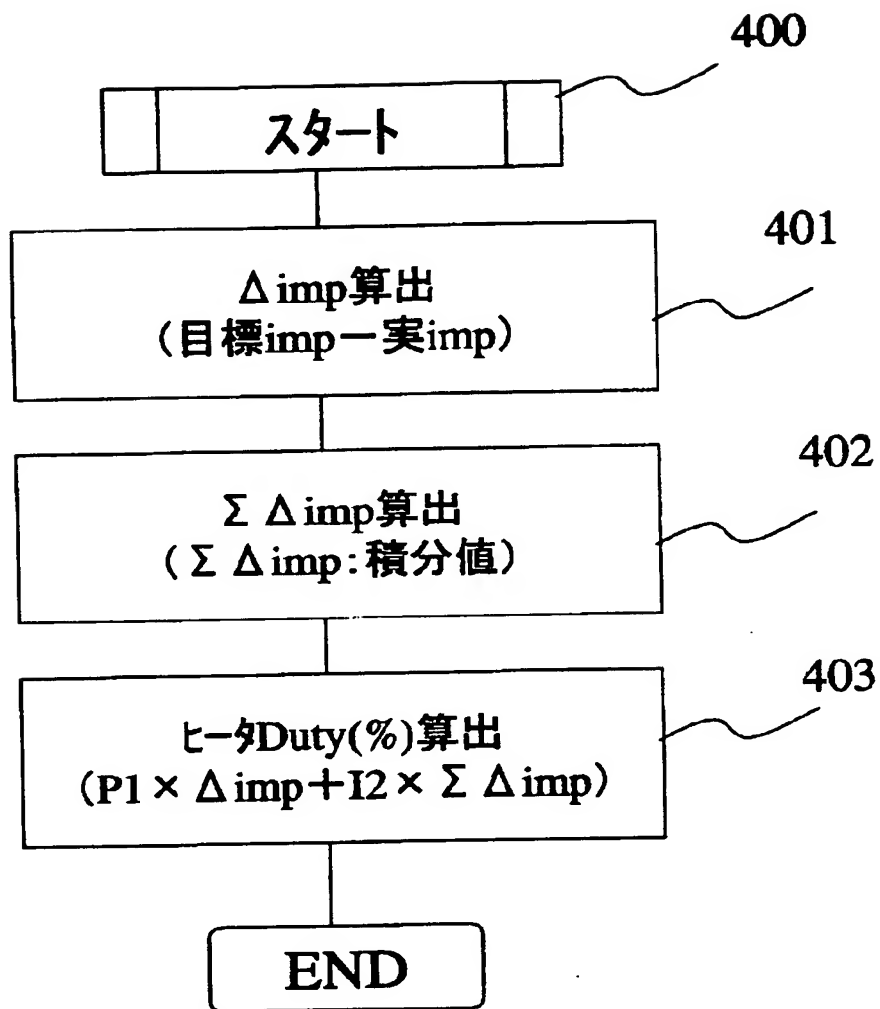 400
スタート
401
Δimp算出
(目標imp－実imp)
402
ΣΔimp算出
(ΣΔimp:積分値)
403
ヒータDuty(%)算出
(P1×Δimp＋I2×ΣΔimp)
END